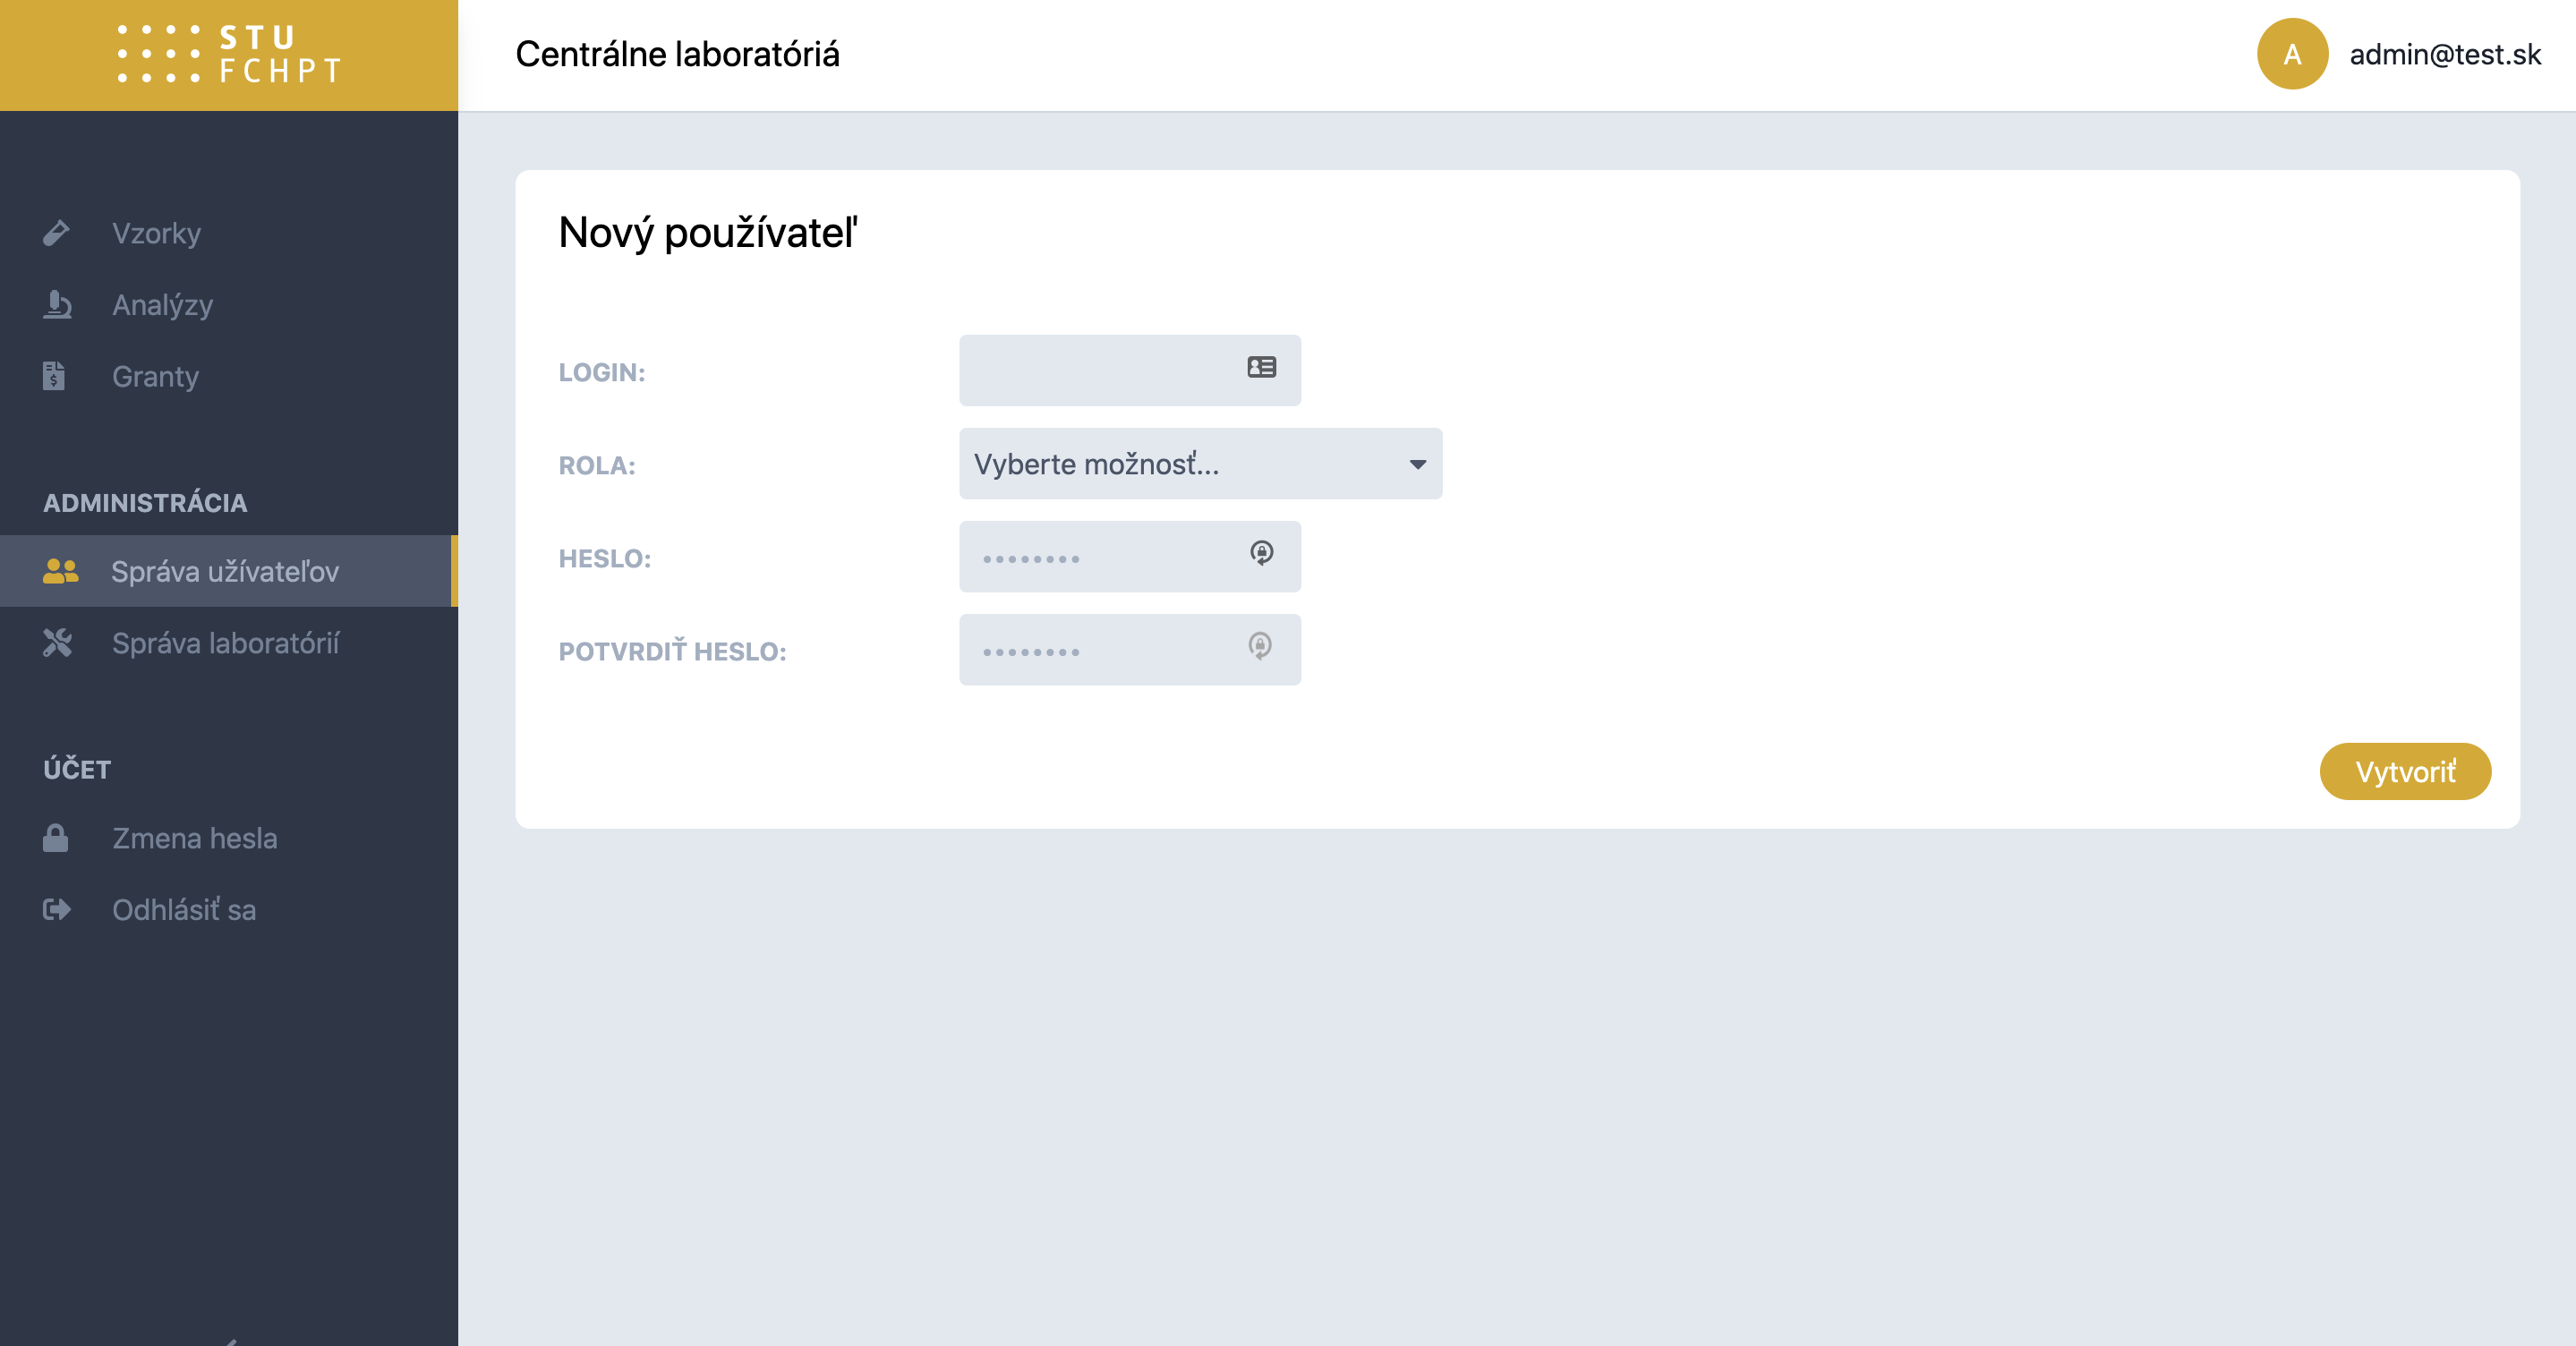 STU
FCHPT
Centrálne laboratóriá
A
admin@test.sk
Vzorky
Analýzy
Granty
ADMINISTRÁCIA
Správa užívateľov
Správa laboratórií
ÚČET
Zmena hesla
Odhlásiť sa
Nový používateľ
LOGIN:
ROLA:
Vyberte možnosť...
HESLO:
••••••••
POTVRDIŤ HESLO:
••••••••
Vytvoriť